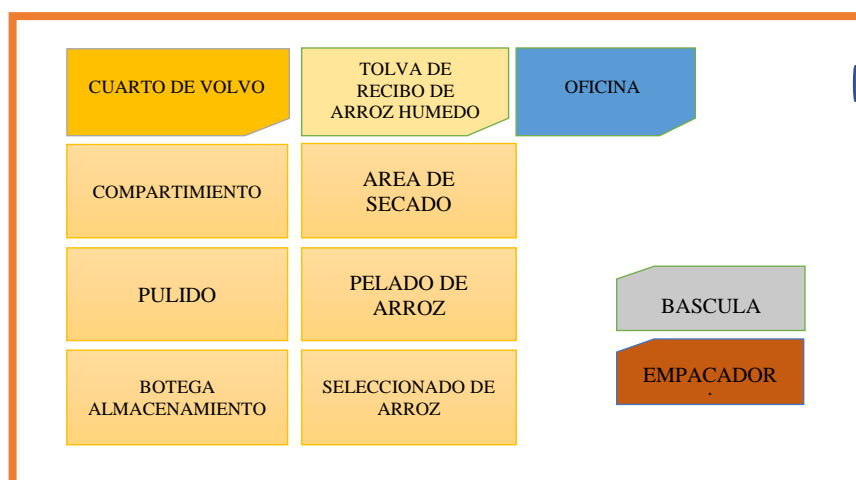 CUARTO DE VOLVO
TOLVA DE
RECIBO DE
ARROZ HUMEDO
OFICINA
COMPARTIMIENTO
AREA DE
SECADO
PULIDO
PELADO DE
ARROZ
BASCULA
BOTEGA
ALMACENAMIENTO
SELECCIONADO DE
ARROZ
EMPACADOR
.